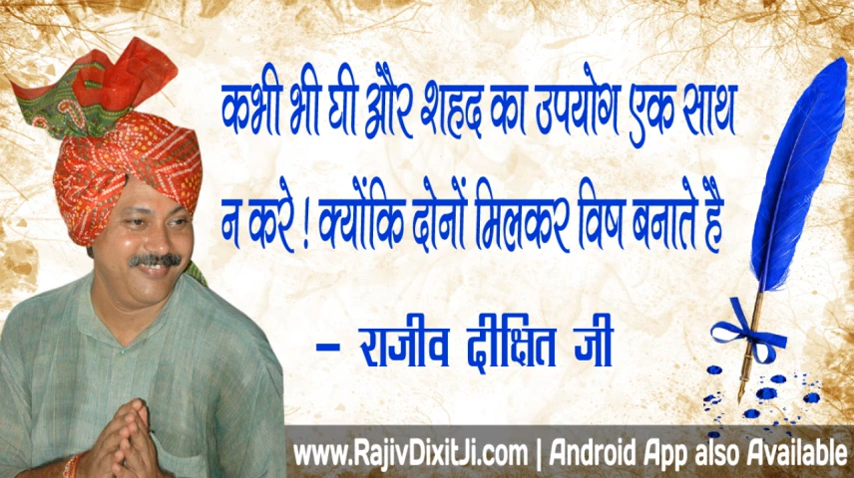 कभी भी घी और शहद का उपयोग एक साथ
न करे ! क्योंकि दोनों मिलकर विष बनाते है
– राजीव दीक्षित जी
www.RajivDixitJi.com | Android App also Available